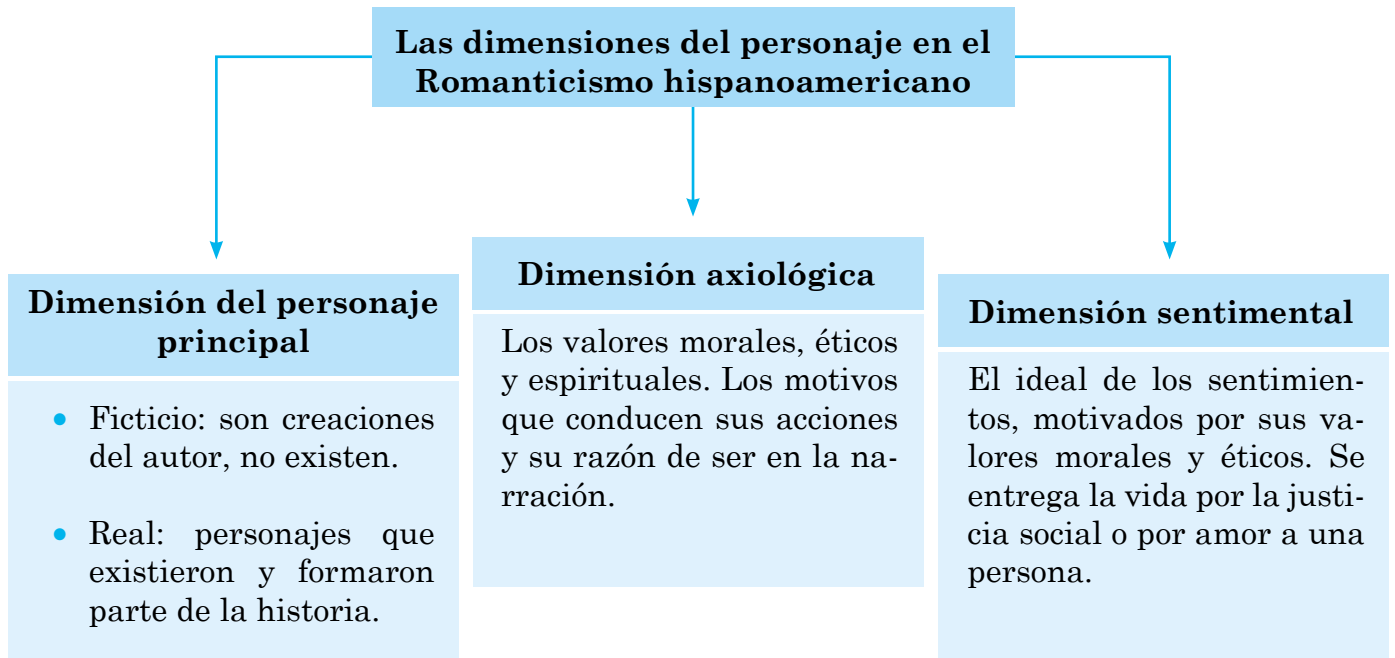 Las dimensiones del personaje en el
Romanticismo hispanoamericano
Dimensión del personaje
principal
• Ficticio: son creaciones
del autor, no existen.
• Real: personajes que
existieron y formaron
parte de la historia.
Dimensión axiológica
Los valores morales, éticos
y espirituales. Los motivos
que conducen sus acciones
y su razón de ser en la na-
rración.
Dimensión sentimental
El ideal de los sentimien-
tos, motivados por sus va-
lores morales y éticos. Se
entrega la vida por la justi-
cia social o por amor a una
persona.